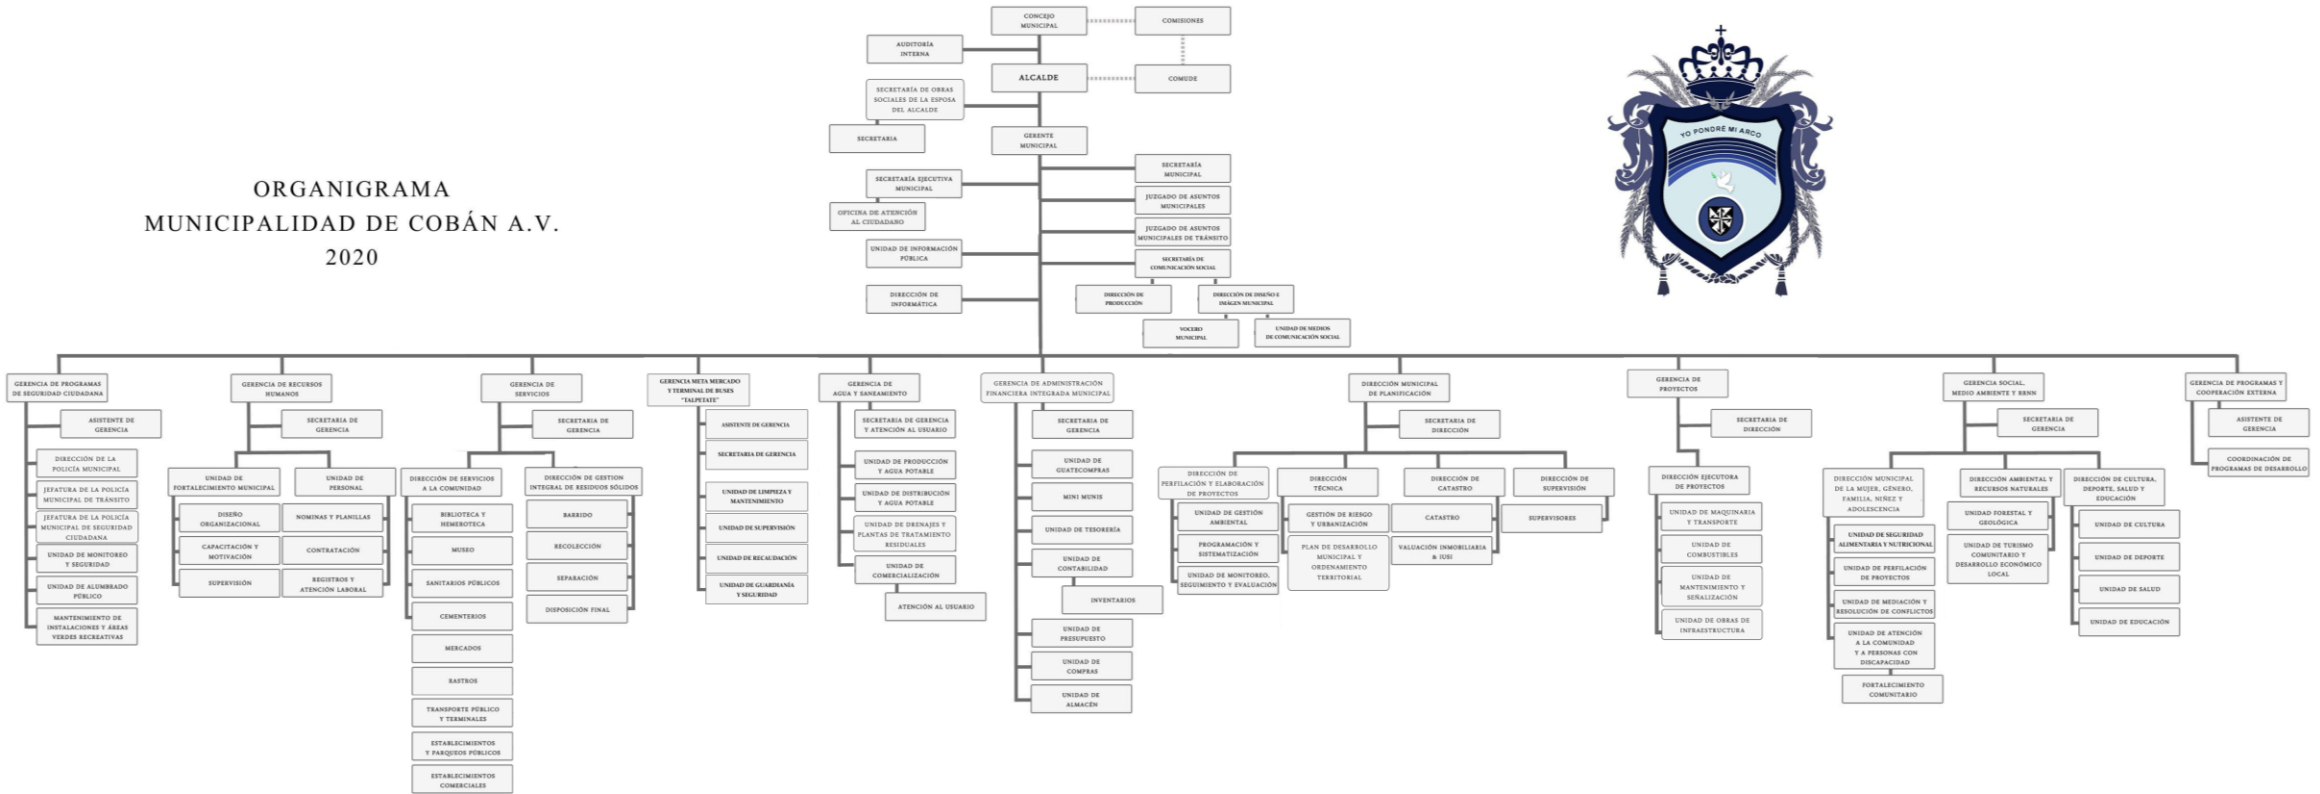 ORGANIGRAMA
MUNICIPALIDAD DE COBÁN A.V.
2020
CONCEJO
MUNICIPAL
COMISIONES
AUDITORÍA
INTERNA
ALCALDE
COMUDE
SECRETARÍA DE OBRAS
SOCIALES DE LA ESPOSA
DEL ALCALDE
SECRETARIA
GERENTE
MUNICIPAL
SECRETARÍA
MUNICIPAL
SECRETARÍA EJECUTIVA
MUNICIPAL
JUZGADO DE ASUNTOS
MUNICIPALES
OFICINA DE ATENCIÓN
AL CIUDADANO
JUZGADO DE ASUNTOS
MUNICIPALES DE TRÁNSITO
UNIDAD DE INFORMACIÓN
PÚBLICA
SECRETARÍA DE
COMUNICACIÓN SOCIAL
DIRECCIÓN DE
INFORMÁTICA
DIRECCIÓN DE
PRODUCCIÓN
DIRECCIÓN DE DISEÑO E
IMÁGEN MUNICIPAL
VOCERO
MUNICIPAL
UNIDAD DE MEDIOS
DE COMUNICACIÓN SOCIAL
YO PONDRÉ MI ARCO
GERENCIA DE PROGRAMAS
DE SEGURIDAD CIUDADANA
ASISTENTE DE
GERENCIA
DIRECCIÓN DE LA
POLICÍA MUNICIPAL
JEFATURA DE LA POLICÍA
MUNICIPAL DE TRÁNSITO
JEFATURA DE LA POLICÍA
MUNICIPAL DE SEGURIDAD
CIUDADANA
UNIDAD DE MONITOREO
Y SEGURIDAD
UNIDAD DE ALUMBRADO
PÚBLICO
MANTENIMIENTO DE
INSTALACIONES Y ÁREAS
VERDES RECREATIVAS
GERENCIA DE RECURSOS
HUMANOS
SECRETARIA DE
GERENCIA
UNIDAD DE
FORTALECIMIENTO MUNICIPAL
DISEÑO
ORGANIZACIONAL
CAPACITACIÓN Y
MOTIVACIÓN
SUPERVISIÓN
UNIDAD DE
PERSONAL
NOMINAS Y PLANILLAS
CONTRATACIÓN
REGISTROS Y
ATENCIÓN LABORAL
GERENCIA DE
SERVICIOS
SECRETARIA DE
GERENCIA
DIRECCIÓN DE SERVICIOS
A LA COMUNIDAD
BIBLIOTECA Y
HEMEROTECA
MUSEO
SANITARIOS PÚBLICOS
CEMENTERIOS
MERCADOS
RASTROS
TRANSPORTE PÚBLICO
Y TERMINALES
ESTABLECIMIENTOS
Y PARQUEOS PÚBLICOS
ESTABLECIMIENTOS
COMERCIALES
DIRECCIÓN DE GESTION
INTEGRAL DE RESIDUOS SÓLIDOS
BARRIDO
RECOLECCIÓN
SEPARACIÓN
DISPOSICIÓN FINAL
GERENCIA META MERCADO
Y TERMINAL DE BUSES
"TALPETATE"
ASISTENTE DE GERENCIA
SECRETARIA DE GERENCIA
UNIDAD DE LIMPIEZA Y
MANTENIMIENTO
UNIDAD DE SUPERVISIÓN
UNIDAD DE RECAUDACIÓN
UNIDAD DE GUARDIANÍA
Y SEGURIDAD
GERENCIA DE
AGUA Y SANEAMIENTO
SECRETARIA DE GERENCIA
Y ATENCIÓN AL USUARIO
UNIDAD DE PRODUCCIÓN
Y AGUA POTABLE
UNIDAD DE DISTRIBUCIÓN
Y AGUA POTABLE
UNIDAD DE DRENAJES Y
PLANTAS DE TRATAMIENTO
RESIDUALES
UNIDAD DE
COMERCIALIZACIÓN
ATENCIÓN AL USUARIO
GERENCIA DE ADMINISTRACIÓN
FINANCIERA INTEGRADA MUNICIPAL
SECRETARIA DE
GERENCIA
UNIDAD DE
GUATECOMPRAS
MINI MUNIS
UNIDAD DE TESORERÍA
UNIDAD DE
CONTABILIDAD
INVENTARIOS
UNIDAD DE
PRESUPUESTO
UNIDAD DE
COMPRAS
UNIDAD DE
ALMACÉN
DIRECCIÓN MUNICIPAL
DE PLANIFICACIÓN
SECRETARIA DE
DIRECCIÓN
DIRECCIÓN DE
PERFILACIÓN Y ELABORACIÓN
DE PROYECTOS
UNIDAD DE GESTIÓN
AMBIENTAL
PROGRAMACIÓN Y
SISTEMATIZACIÓN
UNIDAD DE MONITOREO,
SEGUIMIENTO Y EVALUACIÓN
DIRECCIÓN
TÉCNICA
GESTIÓN DE RIESGO
Y URBANIZACIÓN
PLAN DE DESARROLLO
MUNICIPAL Y
ORDENAMIENTO
TERRITORIAL
DIRECCIÓN DE
CATASTRO
CATASTRO
VALUACIÓN INMOBILIARIA
& IUSI
DIRECCIÓN DE
SUPERVISIÓN
SUPERVISORES
GERENCIA DE
PROYECTOS
SECRETARIA DE
DIRECCIÓN
DIRECCIÓN EJECUTORA
DE PROYECTOS
UNIDAD DE MAQUINARIA
Y TRANSPORTE
UNIDAD DE
COMBUSTIBLES
UNIDAD DE
MANTENIMIENTO Y
SEÑALIZACIÓN
UNIDAD DE OBRAS DE
INFRAESTRUCTURA
GERENCIA SOCIAL,
MEDIO AMBIENTE Y RRNN
SECRETARIA DE
GERENCIA
DIRECCIÓN MUNICIPAL
DE LA MUJER, GÉNERO,
FAMILIA, NIÑEZ Y
ADOLESCENCIA
UNIDAD DE SEGURIDAD
ALIMENTARIA Y NUTRICIONAL
UNIDAD DE PERFILACIÓN
DE PROYECTOS
UNIDAD DE MEDIACIÓN Y
RESOLUCIÓN DE CONFLICTOS
UNIDAD DE ATENCIÓN
A LA COMUNIDAD
Y A PERSONAS CON
DISCAPACIDAD
FORTALECIMIENTO
COMUNITARIO
DIRECCIÓN AMBIENTAL Y
RECURSOS NATURALES
UNIDAD FORESTAL Y
GEOLÓGICA
UNIDAD DE TURISMO
COMUNITARIO Y
DESARROLLO ECONÓMICO
LOCAL
DIRECCIÓN DE CULTURA,
DEPORTE, SALUD Y
EDUCACIÓN
UNIDAD DE CULTURA
UNIDAD DE DEPORTE
UNIDAD DE SALUD
UNIDAD DE EDUCACIÓN
GERENCIA DE PROGRAMAS Y
COOPERACIÓN EXTERNA
ASISTENTE DE
GERENCIA
COORDINACIÓN DE
PROGRAMAS DE DESARROLLO